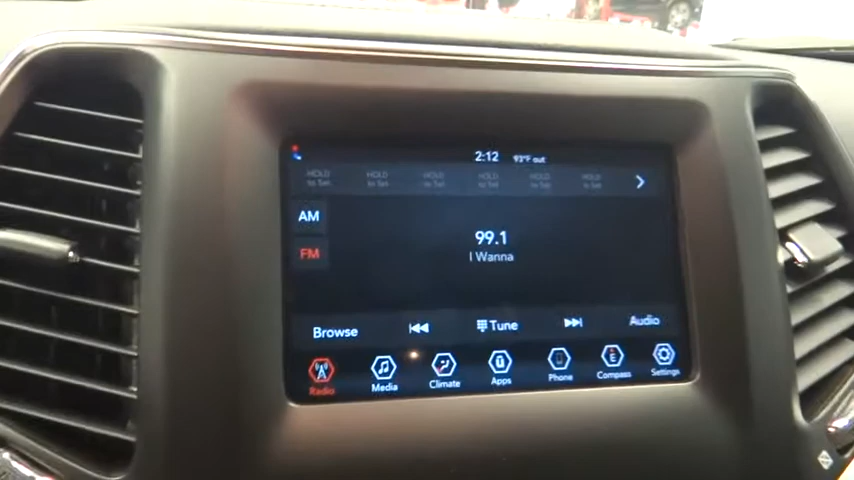 2:12 93°F out
HOLD HOLD HOLD HOLD HOLD HOLD
to Set to Set to Set to Set to Set to Set
AM
99.1
FM
I Wanna
Browse Tune Audio
Radio Media Climate Apps Phone E Compass Settings